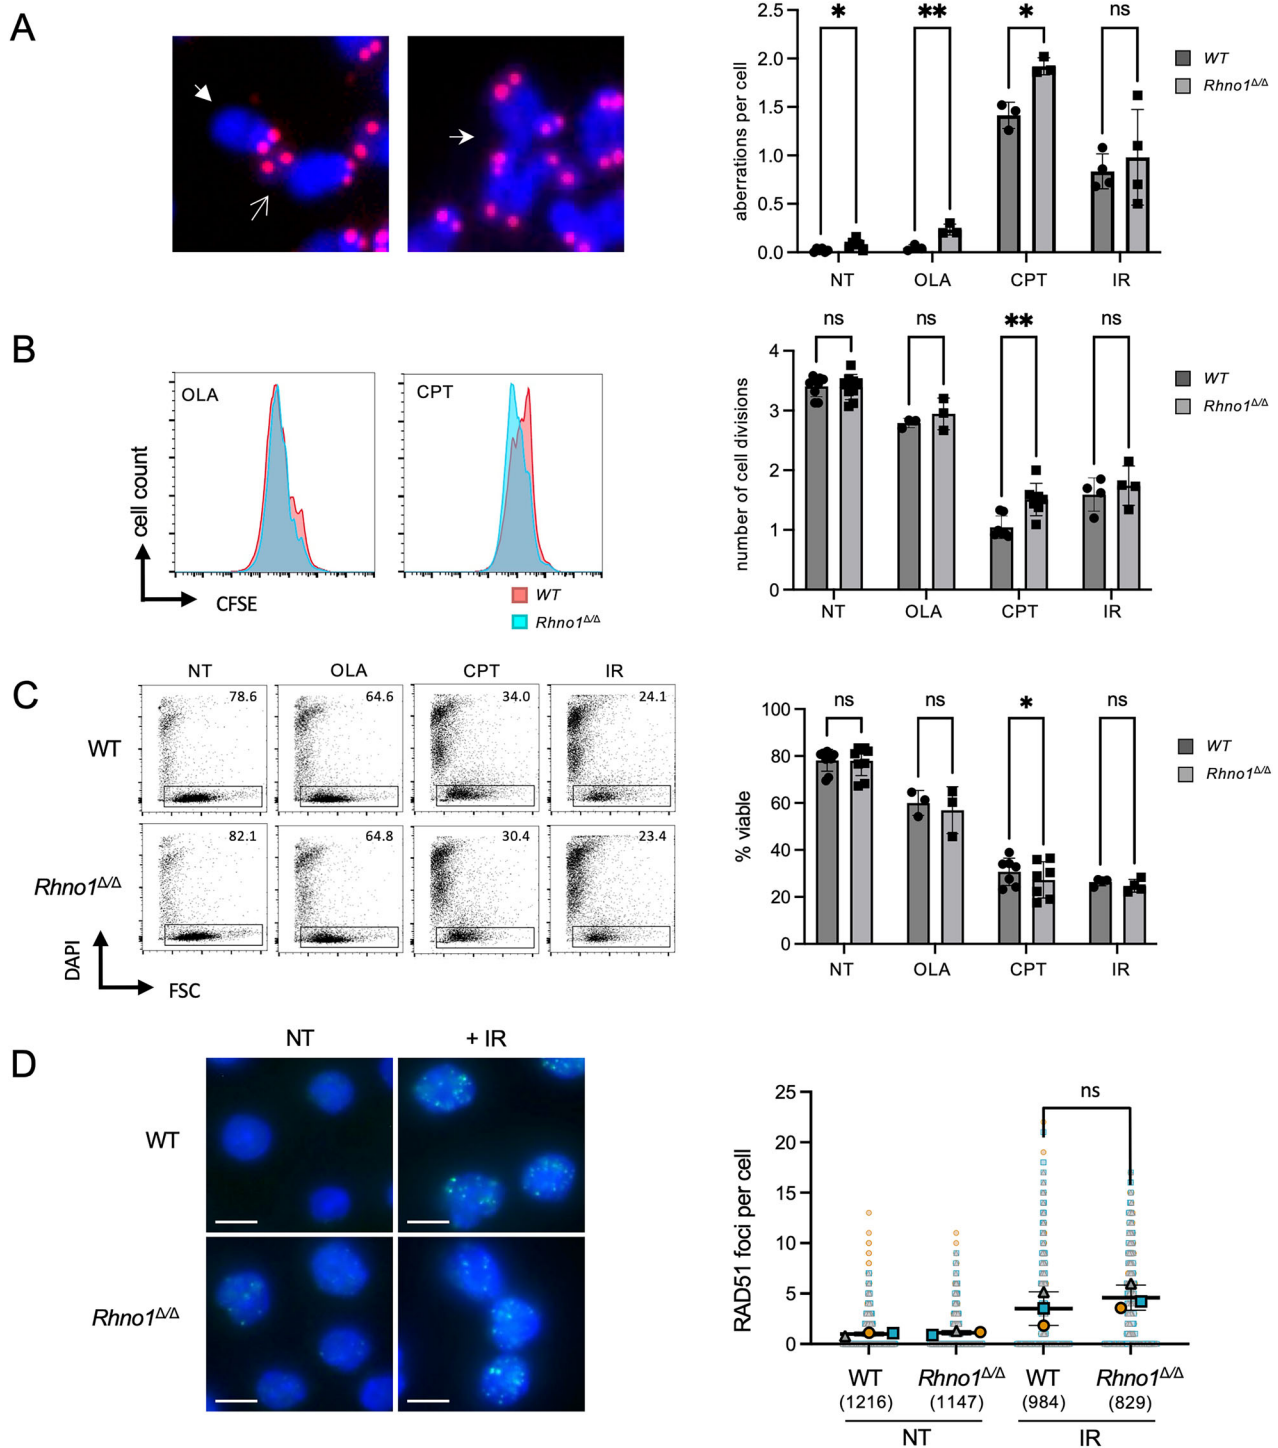 A
2.5
2.0
1.5
1.0
0.5
0.0
aberrations per cell
* ** * ns
NT OLA CPT IR
WT
Rhno1Δ/Δ
B
OLA
CPT
cell count
CFSE
WT
Rhno1Δ/Δ
4
3
2
1
0
number of cell divisions
ns ns ** ns
NT OLA CPT IR
WT
Rhno1Δ/Δ
C
NT OLA CPT IR
WT
78.6 64.6 34.0 24.1
Rhno1Δ/Δ
82.1 64.8 30.4 23.4
DAPI
FSC
100
80
60
40
20
0
% viable
ns ns * ns
NT OLA CPT IR
WT
Rhno1Δ/Δ
D
NT + IR
WT
Rhno1Δ/Δ
25
20
15
10
5
0
RAD51 foci per cell
ns
WT Rhno1Δ/Δ WT Rhno1Δ/Δ
(1216) (1147) (984) (829)
NT IR